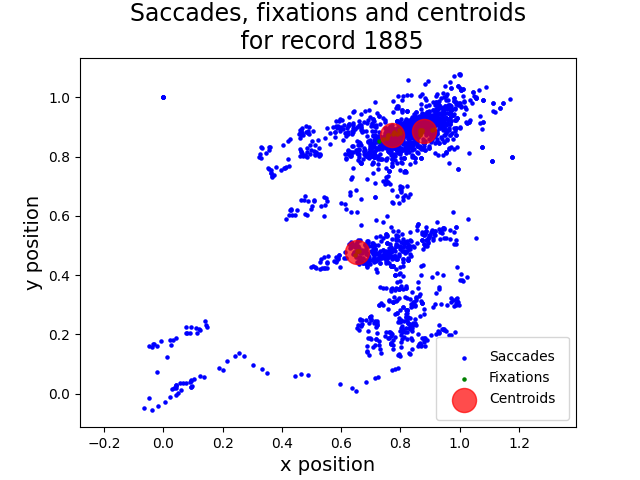 Saccades, fixations and centroids
for record 1885
y position
1.0
0.8
0.6
0.4
0.2
0.0
−0.2 0.0 0.2 0.4 0.6 0.8 1.0 1.2
x position
Saccades
Fixations
Centroids